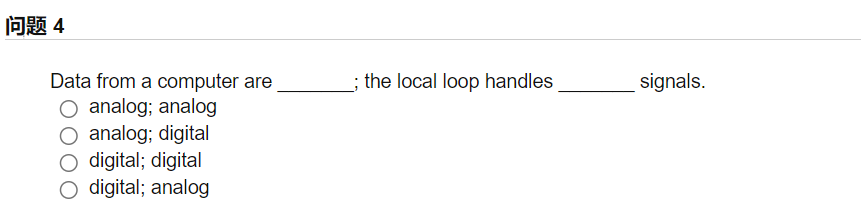 问题 4
Data from a computer are _______; the local loop handles _______ signals.
analog; analog
analog; digital
digital; digital
digital; analog